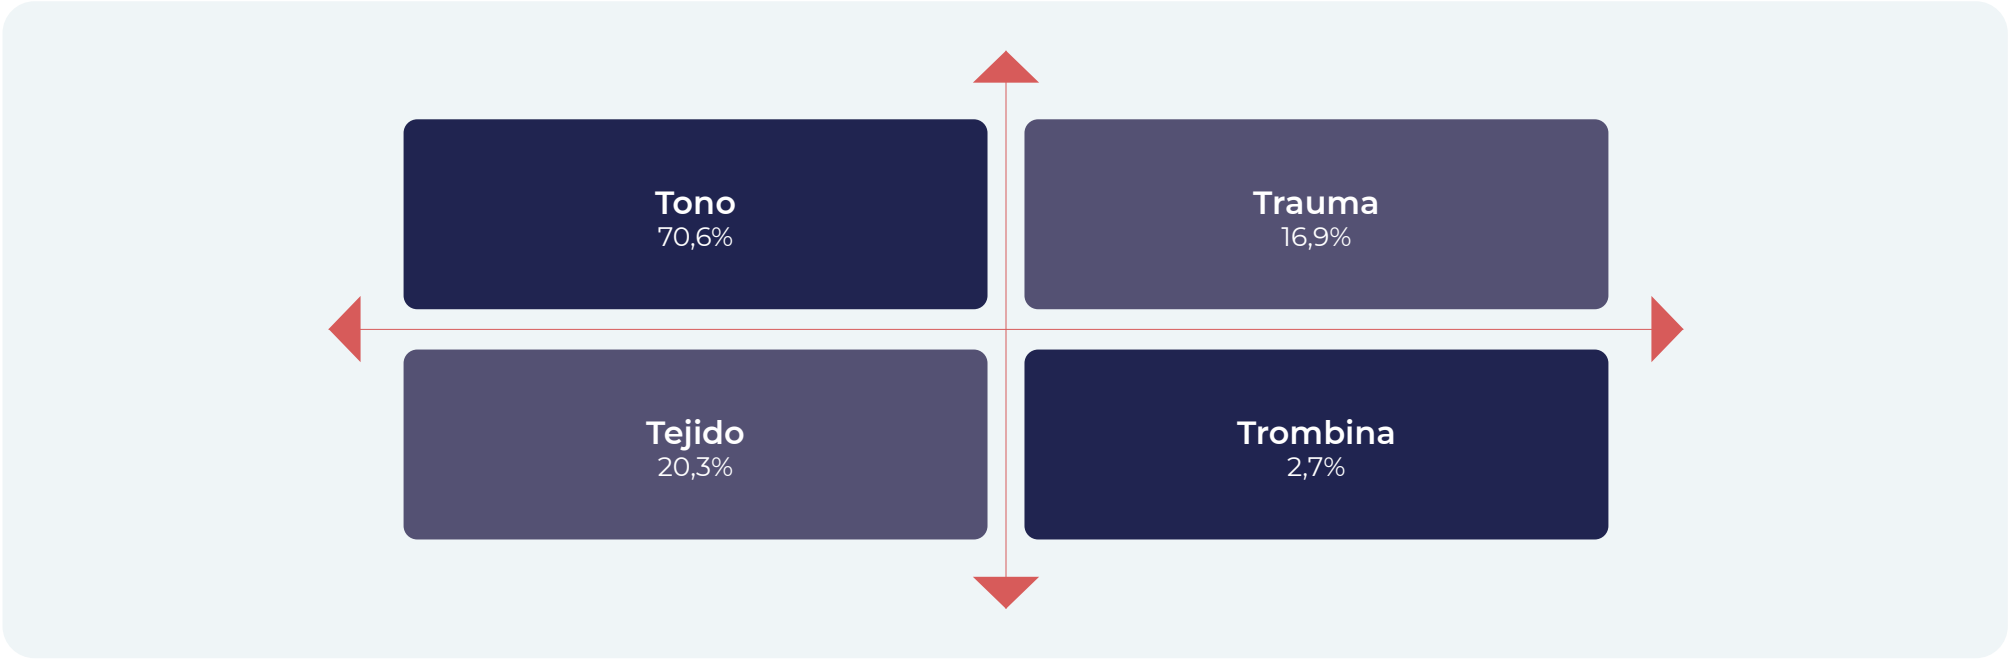 Tono
70,6%
Trauma
16,9%
Tejido
20,3%
Trombina
2,7%